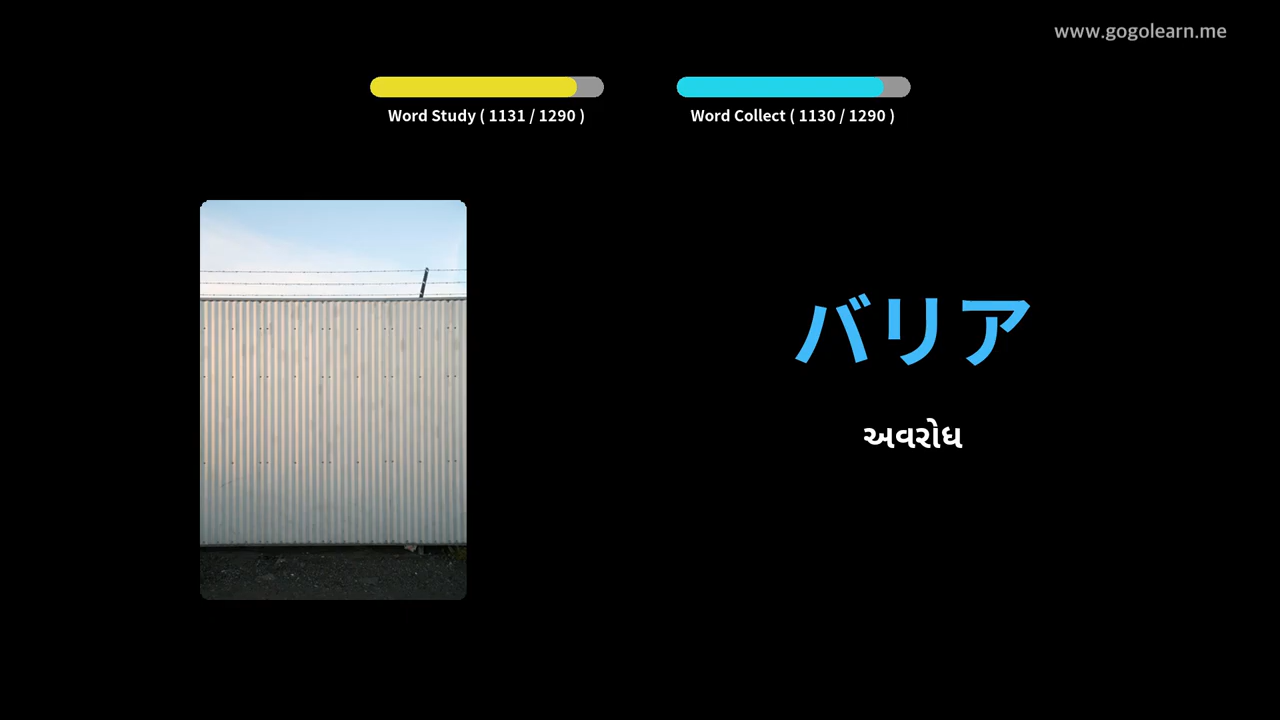 www.gogolearn.me
Word Study ( 1131 / 1290 )
Word Collect ( 1130 / 1290 )
バリア
અવરોધ